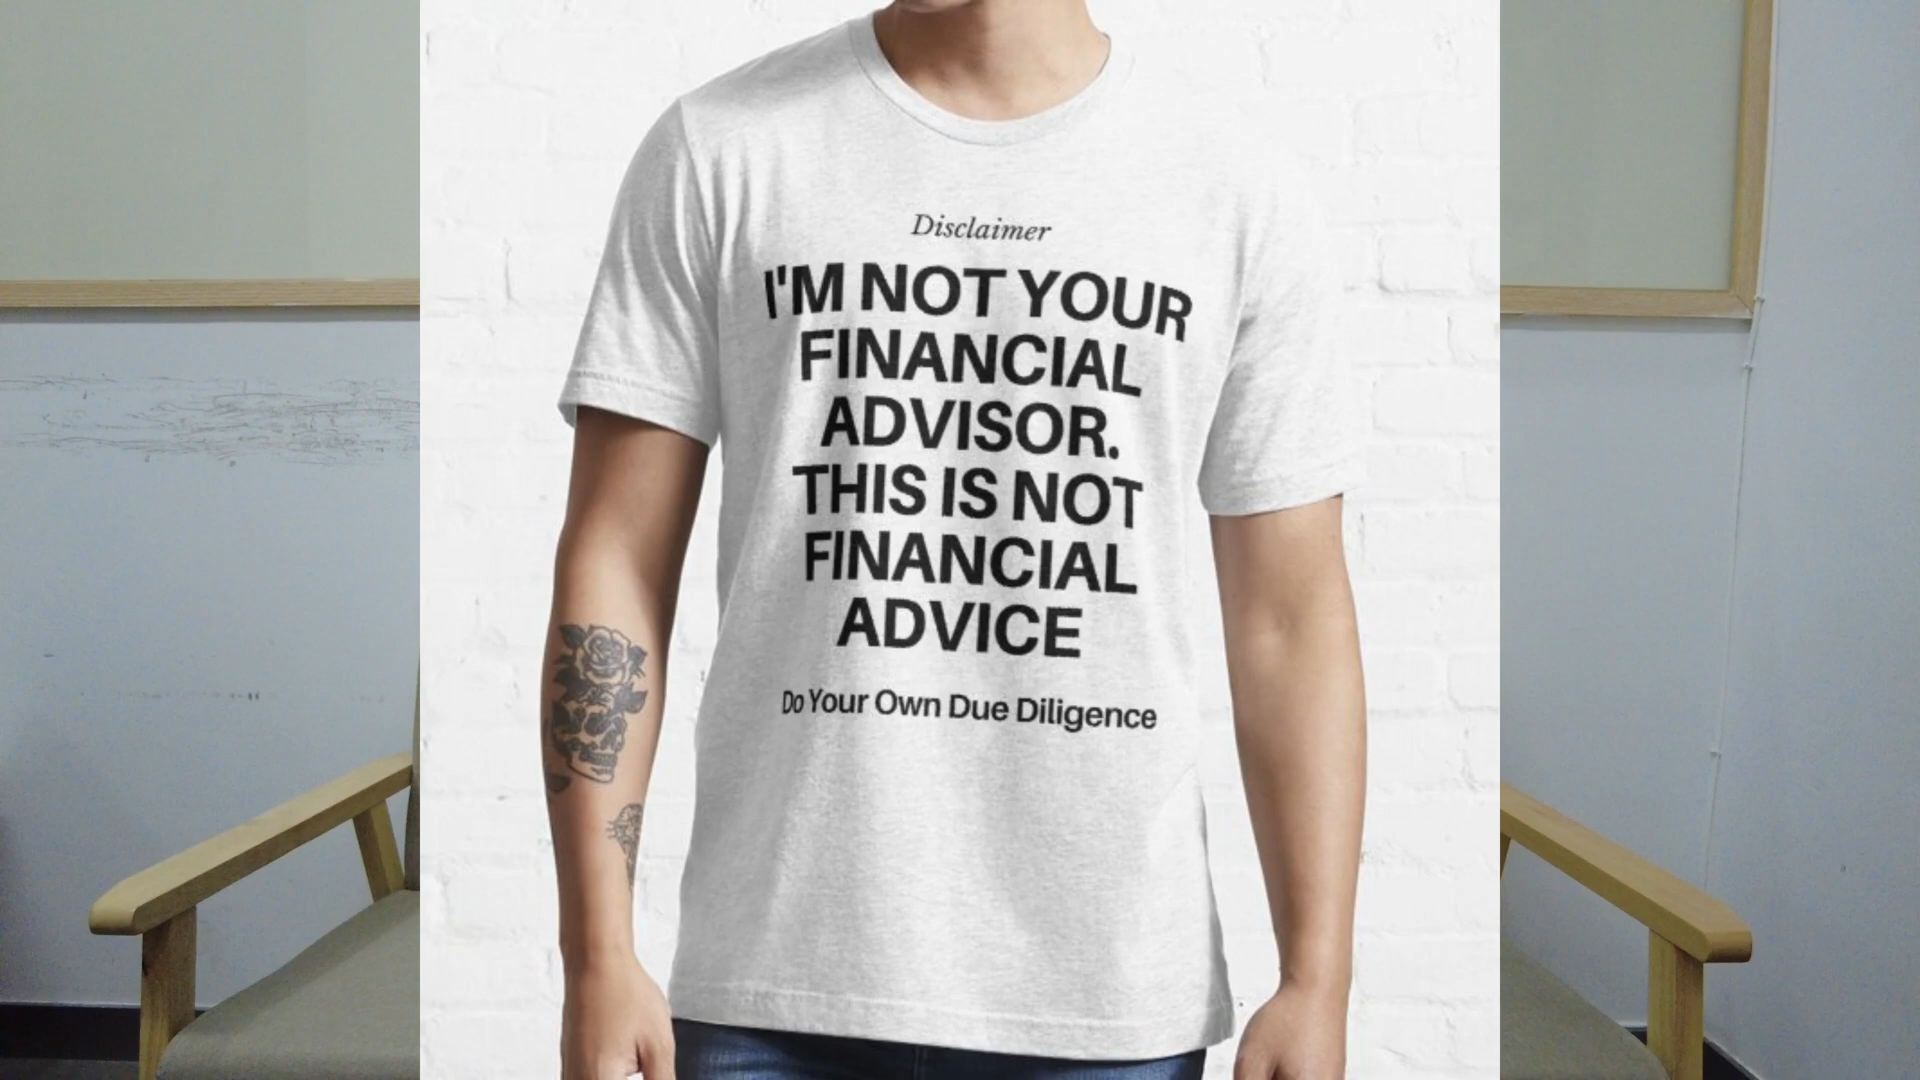 Disclaimer
I'M NOT YOUR
FINANCIAL
ADVISOR.
THIS IS NOT
FINANCIAL
ADVICE
Do Your Own Due Diligence